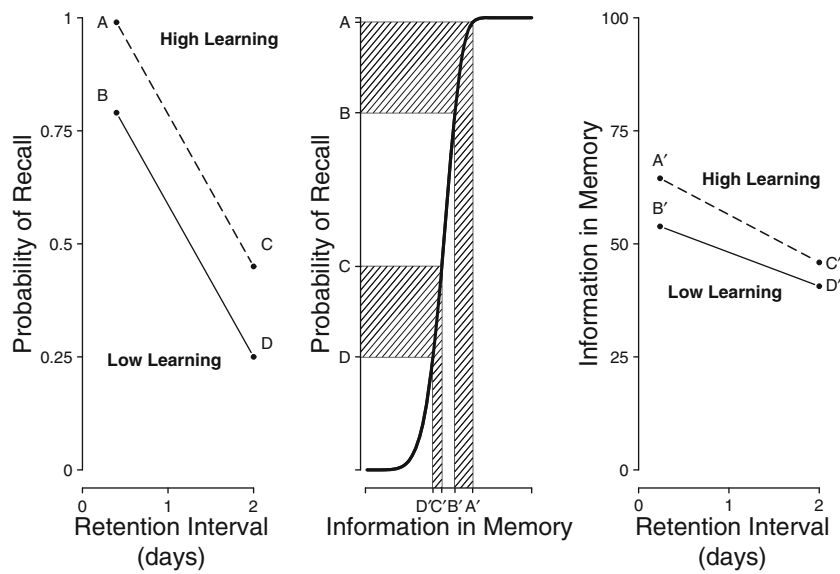 Probability of Recall
1
0.75
0.5
0.25
0
A
B
C
D
High Learning
Low Learning
0
1
2
Retention Interval
(days)
Probability of Recall
A
B
C
D
D′ C′ B′ A′
Information in Memory
Information in Memory
100
75
50
25
0
A′
B′
C′
D′
High Learning
Low Learning
0
1
2
Retention Interval
(days)